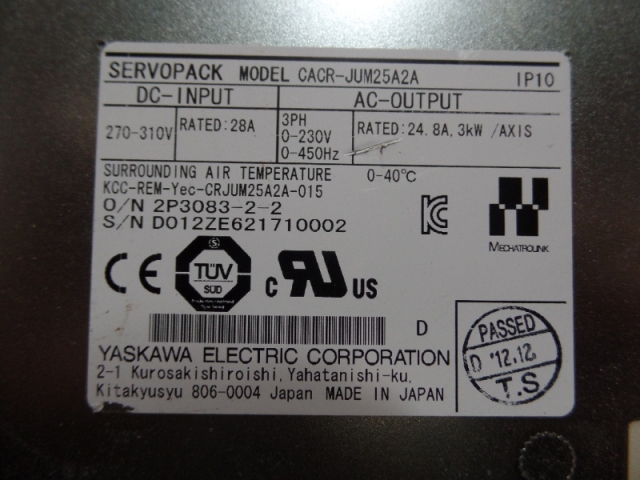 SERVOPACK MODEL CACR-JUM25A2A IP10
DC-INPUT AC-OUTPUT
270-310V RATED:28A 3PH
0-230V
0-450Hz RATED:24.8A,3kW /AXIS
SURROUNDING AIR TEMPERATURE 0-40℃
KCC-REM-Yec-CRJUM25A2A-015
O/N 2P3083-2-2
S/N D012ZE621710002
MECHATROLINK
CE TÜV
SÜD
c RU US
D
PASSED
D '12.12
T.S
YASKAWA ELECTRIC CORPORATION
2-1 Kurosakishiroishi,Yahatanishi-ku,
Kitakyusyu 806-0004 Japan MADE IN JAPAN